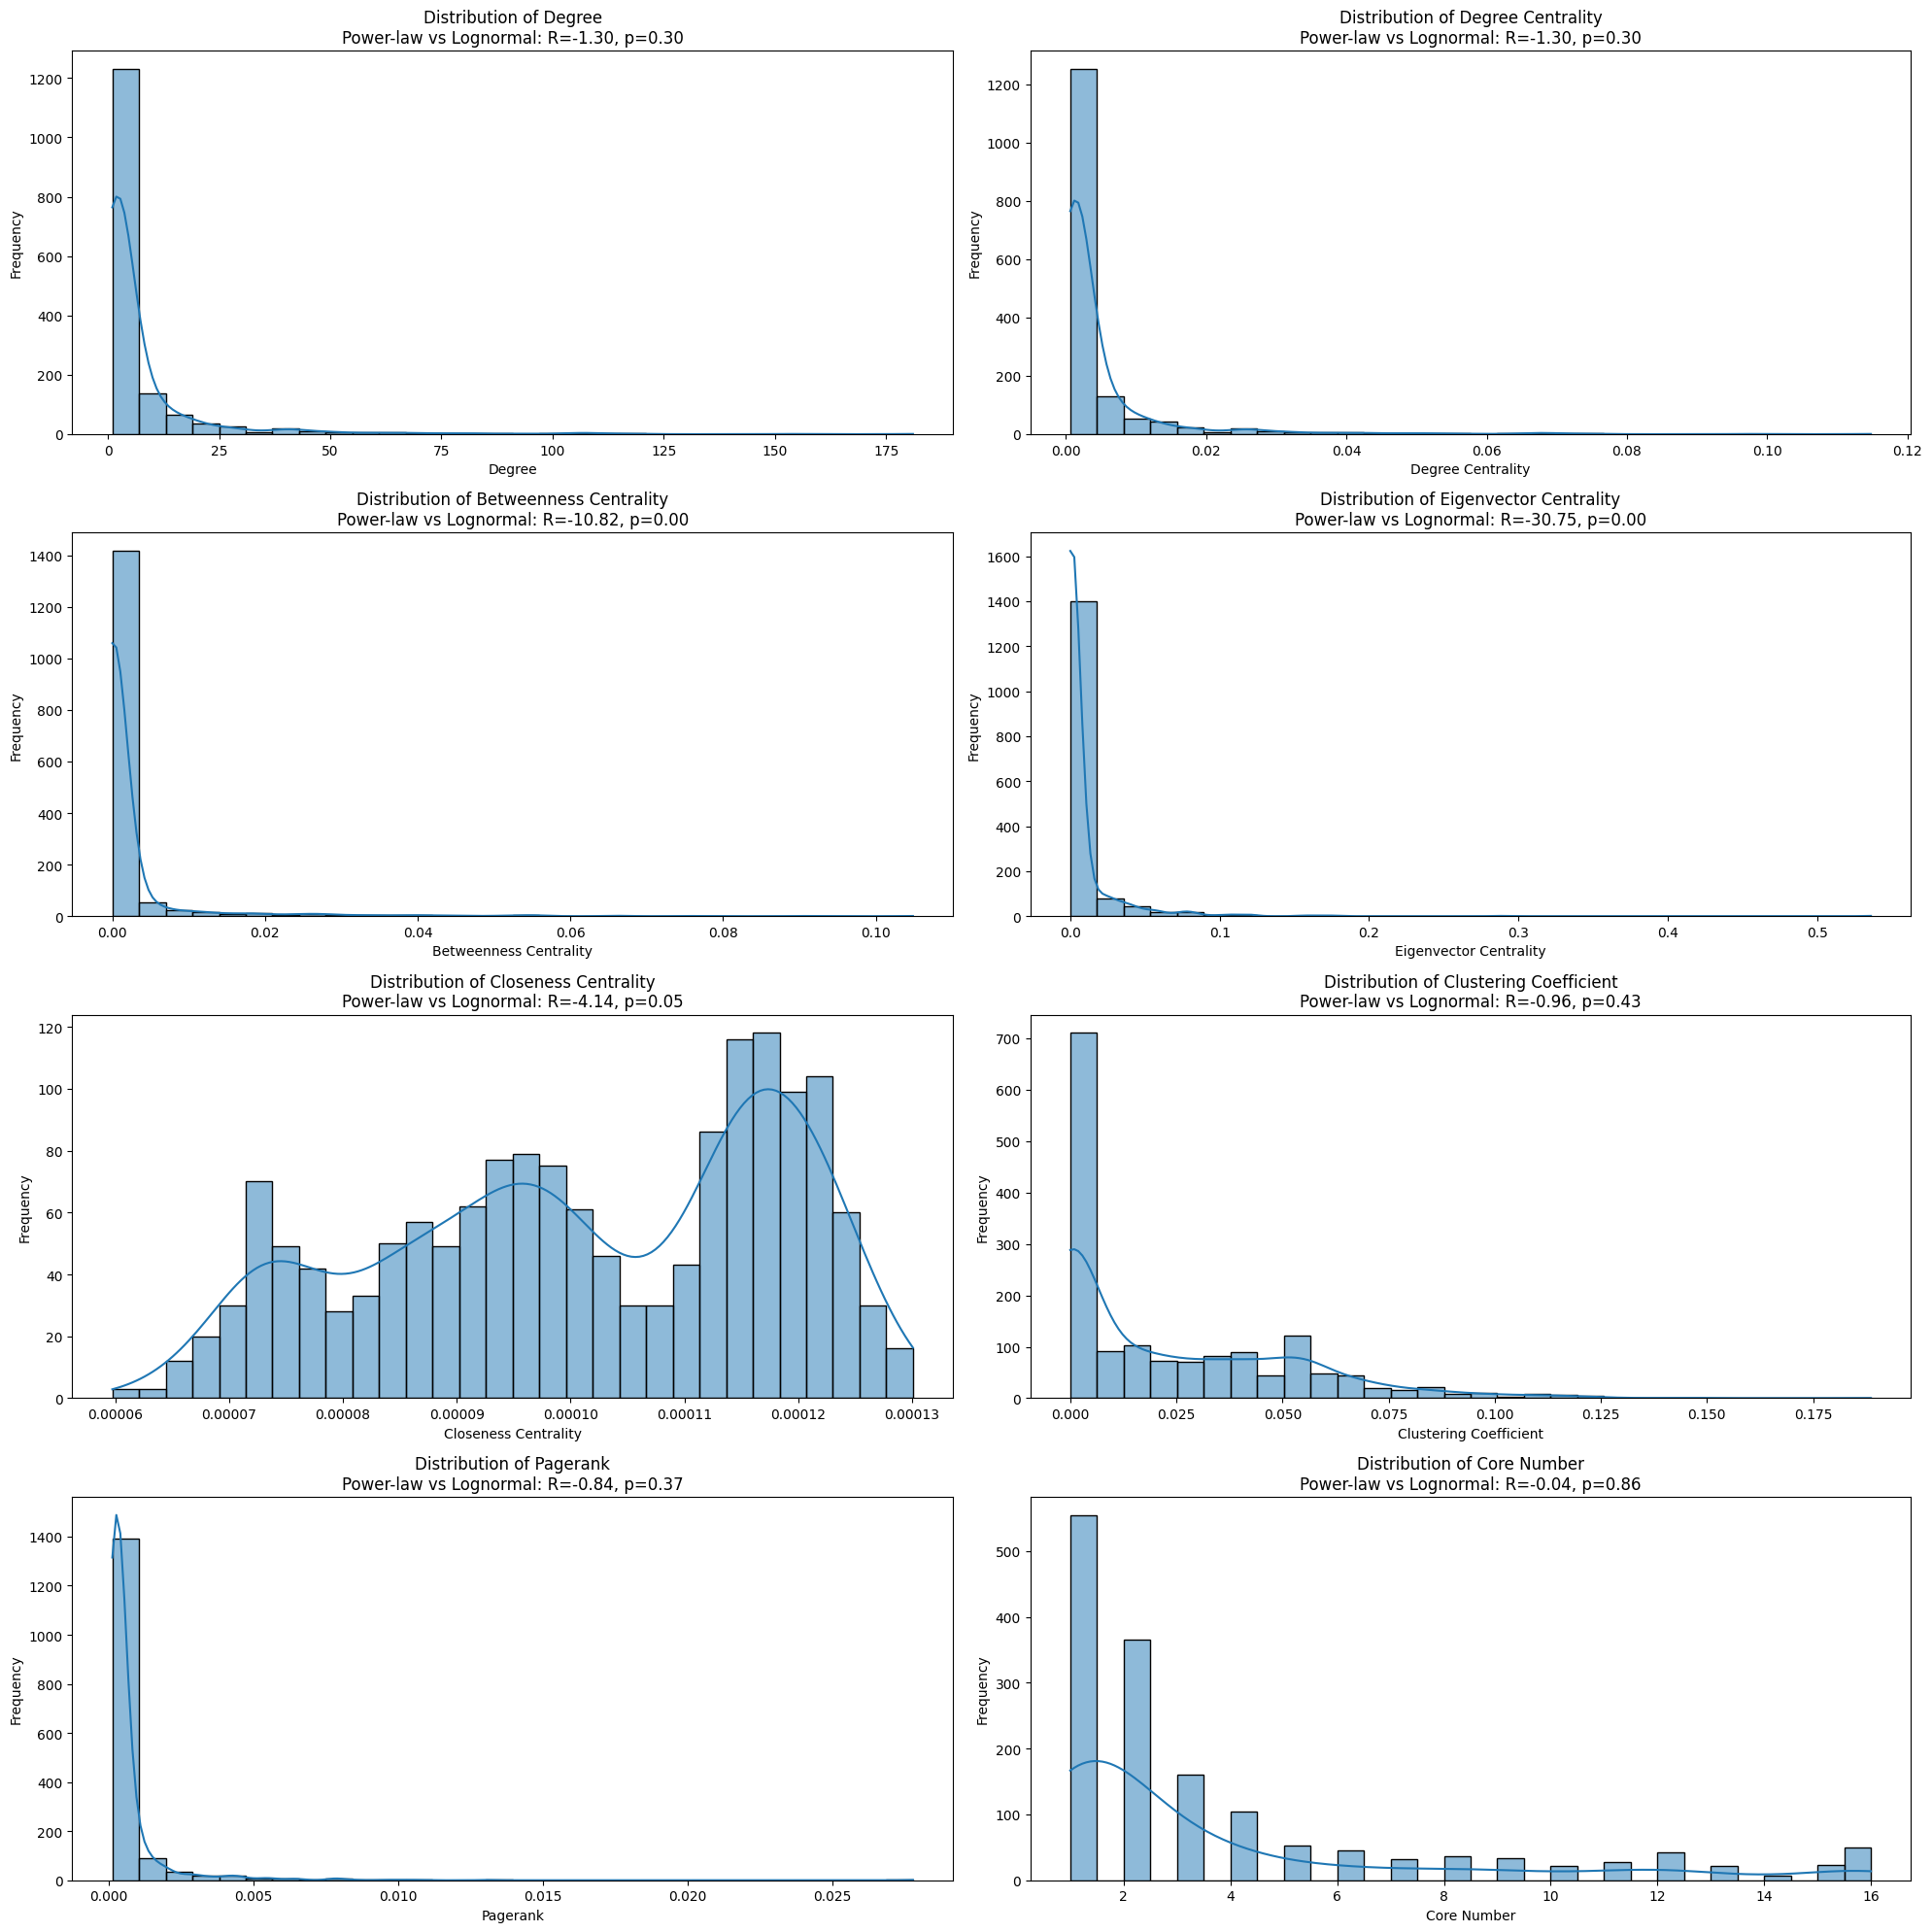 Distribution of Degree
Power-law vs Lognormal: R=-1.30, p=0.30
Frequency
1200
1000
800
600
400
200
0
0 25 50 75 100 125 150 175
Degree
Distribution of Degree Centrality
Power-law vs Lognormal: R=-1.30, p=0.30
Frequency
1200
1000
800
600
400
200
0
0.00 0.02 0.04 0.06 0.08 0.10 0.12
Degree Centrality
Distribution of Betweenness Centrality
Power-law vs Lognormal: R=-10.82, p=0.00
Frequency
1400
1200
1000
800
600
400
200
0
0.00 0.02 0.04 0.06 0.08 0.10
Betweenness Centrality
Distribution of Eigenvector Centrality
Power-law vs Lognormal: R=-30.75, p=0.00
Frequency
1600
1400
1200
1000
800
600
400
200
0
0.0 0.1 0.2 0.3 0.4 0.5
Eigenvector Centrality
Distribution of Closeness Centrality
Power-law vs Lognormal: R=-4.14, p=0.05
Frequency
120
100
80
60
40
20
0
0.00006 0.00007 0.00008 0.00009 0.00010 0.00011 0.00012 0.00013
Closeness Centrality
Distribution of Clustering Coefficient
Power-law vs Lognormal: R=-0.96, p=0.43
Frequency
700
600
500
400
300
200
100
0
0.000 0.025 0.050 0.075 0.100 0.125 0.150 0.175
Clustering Coefficient
Distribution of Pagerank
Power-law vs Lognormal: R=-0.84, p=0.37
Frequency
1400
1200
1000
800
600
400
200
0
0.000 0.005 0.010 0.015 0.020 0.025
Pagerank
Distribution of Core Number
Power-law vs Lognormal: R=-0.04, p=0.86
Frequency
500
400
300
200
100
0
2 4 6 8 10 12 14 16
Core Number